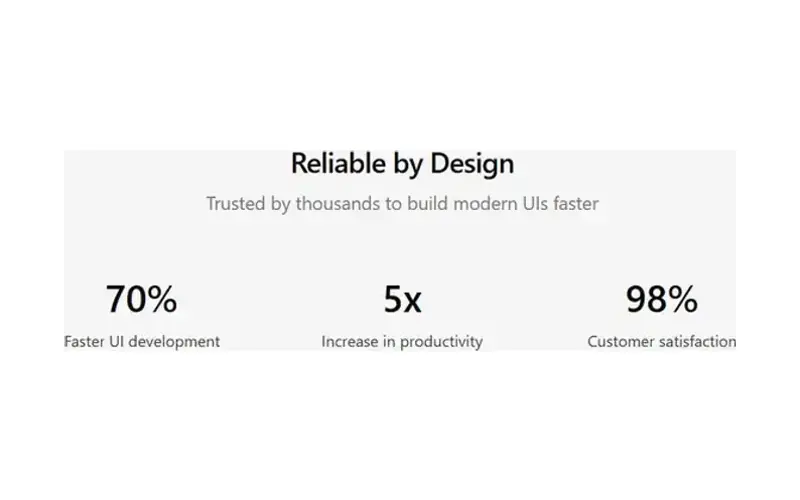 Reliable by Design
Trusted by thousands to build modern UIs faster
70% 5x 98%
Faster UI development Increase in productivity Customer satisfaction